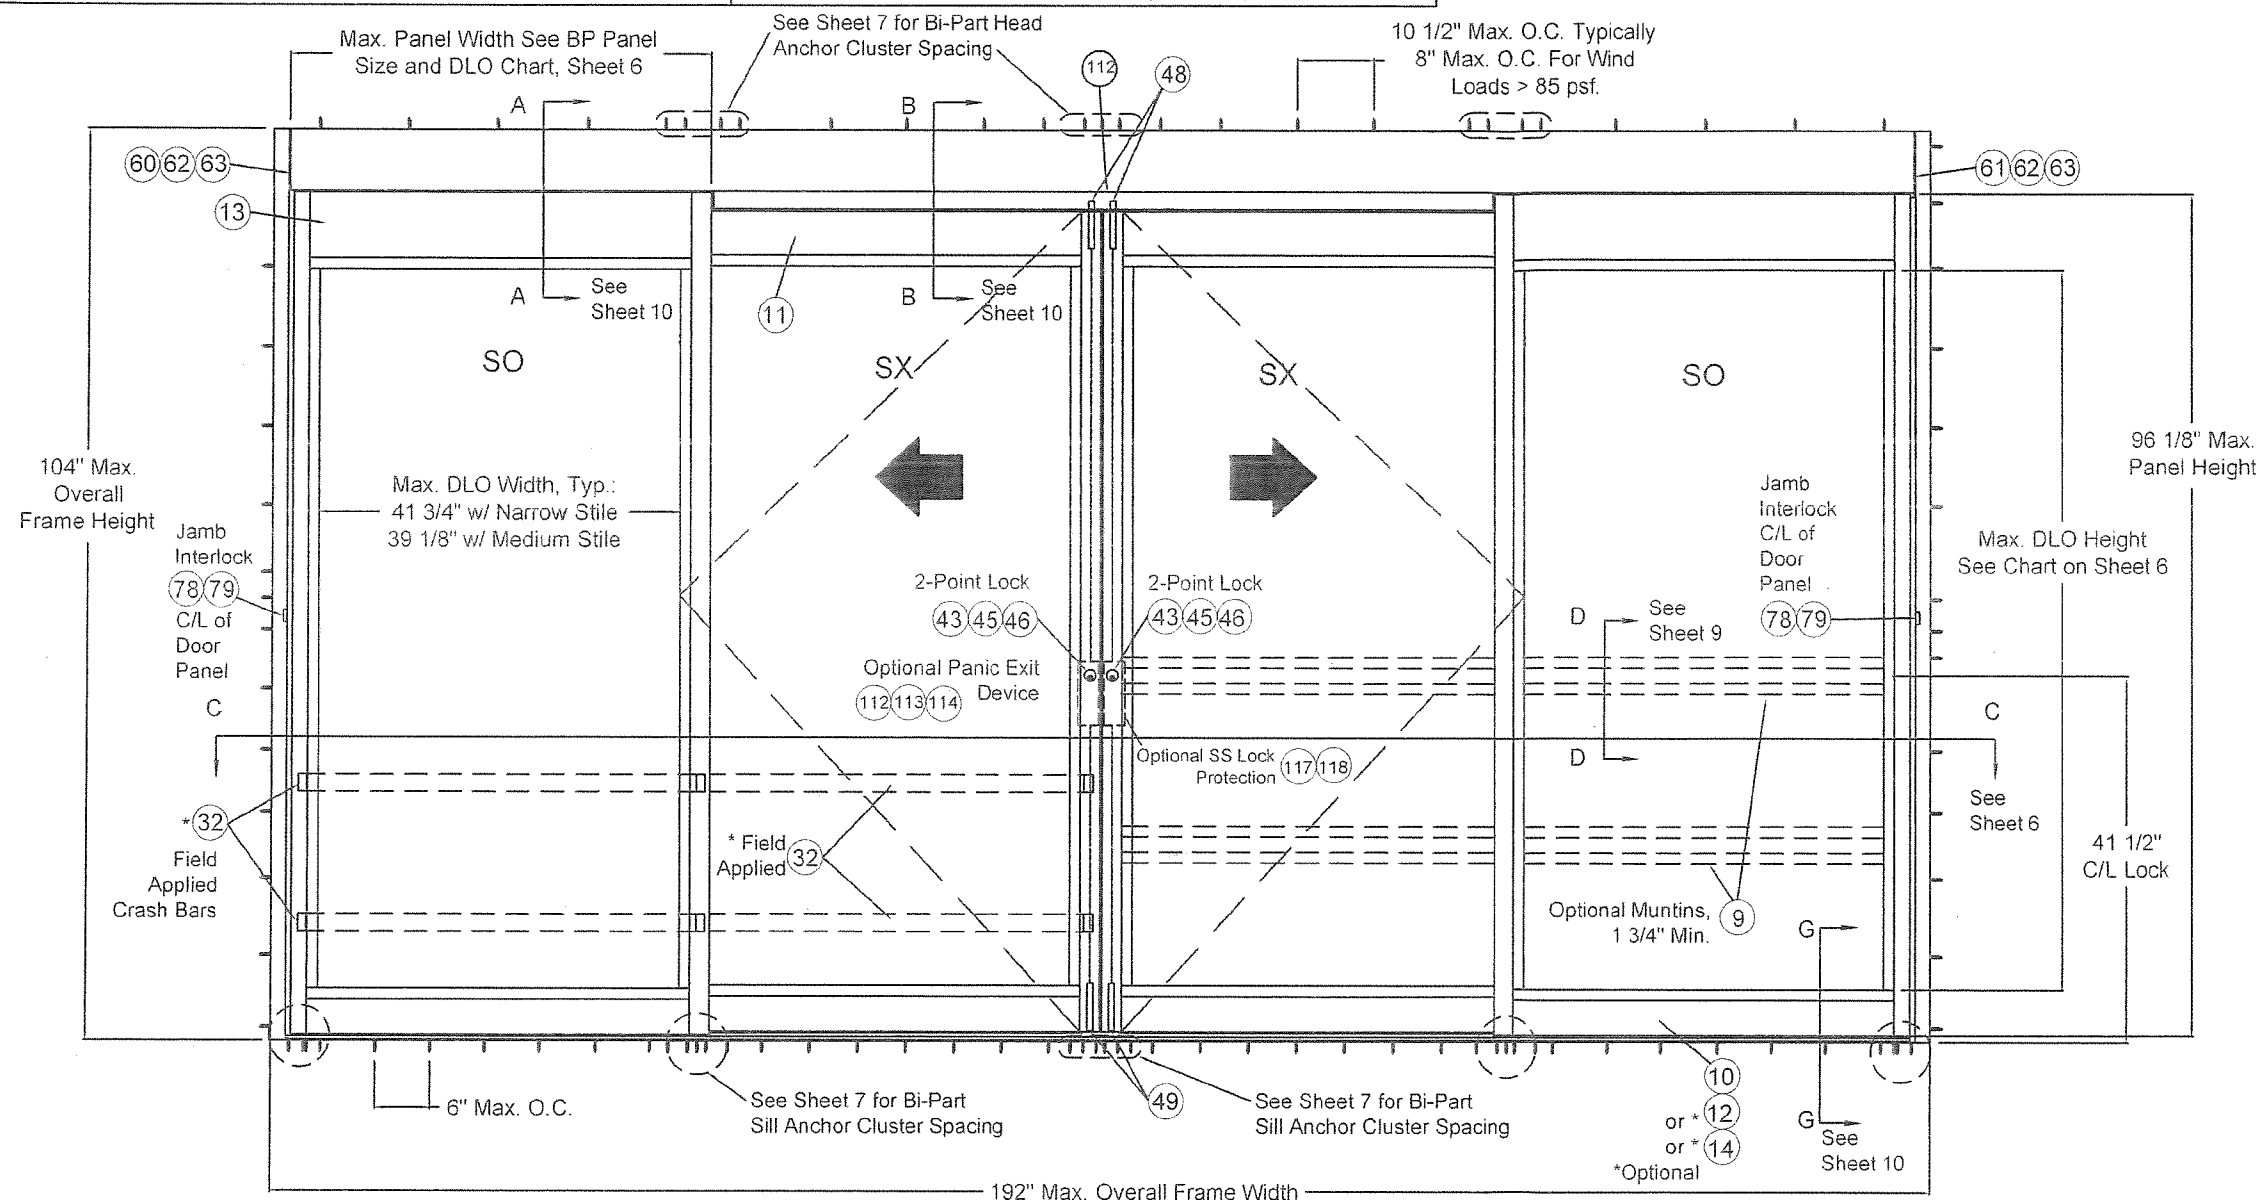 See Sheet 7 for Bi-Part Head
Anchor Cluster Spacing
Max. Panel Width See BP Panel
Size and DLO Chart, Sheet 6
10 1/2" Max. O.C. Typically
8" Max. O.C. For Wind
Loads > 85 psf.
112
48
A
B
60 62 63
61 62 63
13
A
See
Sheet 10
B
See
Sheet 10
11
SO
SX
SX
SO
104" Max.
Overall
Frame Height
Max. DLO Width, Typ.:
41 3/4" w/ Narrow Stile
39 1/8" w/ Medium Stile
96 1/8" Max.
Panel Height
Jamb
Interlock
78 79
C/L of
Door
Panel
Jamb
Interlock
C/L of
Door
Panel
78 79
Max. DLO Height
See Chart on Sheet 6
2-Point Lock
43 45 46
2-Point Lock
43 45 46
D
See
Sheet 9
Optional Panic Exit
Device
112 113 114
C
C
Optional SS Lock
Protection
117 118
D
* 32
Field
Applied
Crash Bars
* Field
Applied
32
See
Sheet 6
41 1/2"
C/L Lock
Optional Muntins,
1 3/4" Min.
9
G
6" Max. O.C.
See Sheet 7 for Bi-Part
Sill Anchor Cluster Spacing
49
See Sheet 7 for Bi-Part
Sill Anchor Cluster Spacing
10
or * 12
or * 14
*Optional
G
See
Sheet 10
192" Max. Overall Frame Width